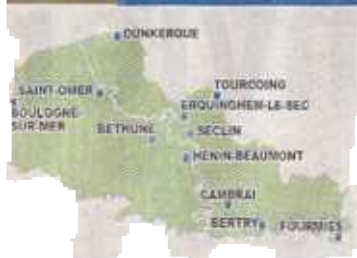 DUNKERQUE
SAINT-OMER
TOURCOING
BOULOGNE-
SUR-MER
ERQUINGHEM-LE-SEC
BETHUNE
SECLIN
HENIN-BEAUMONT
CAMBRAI
BERTRY
FOURMIES